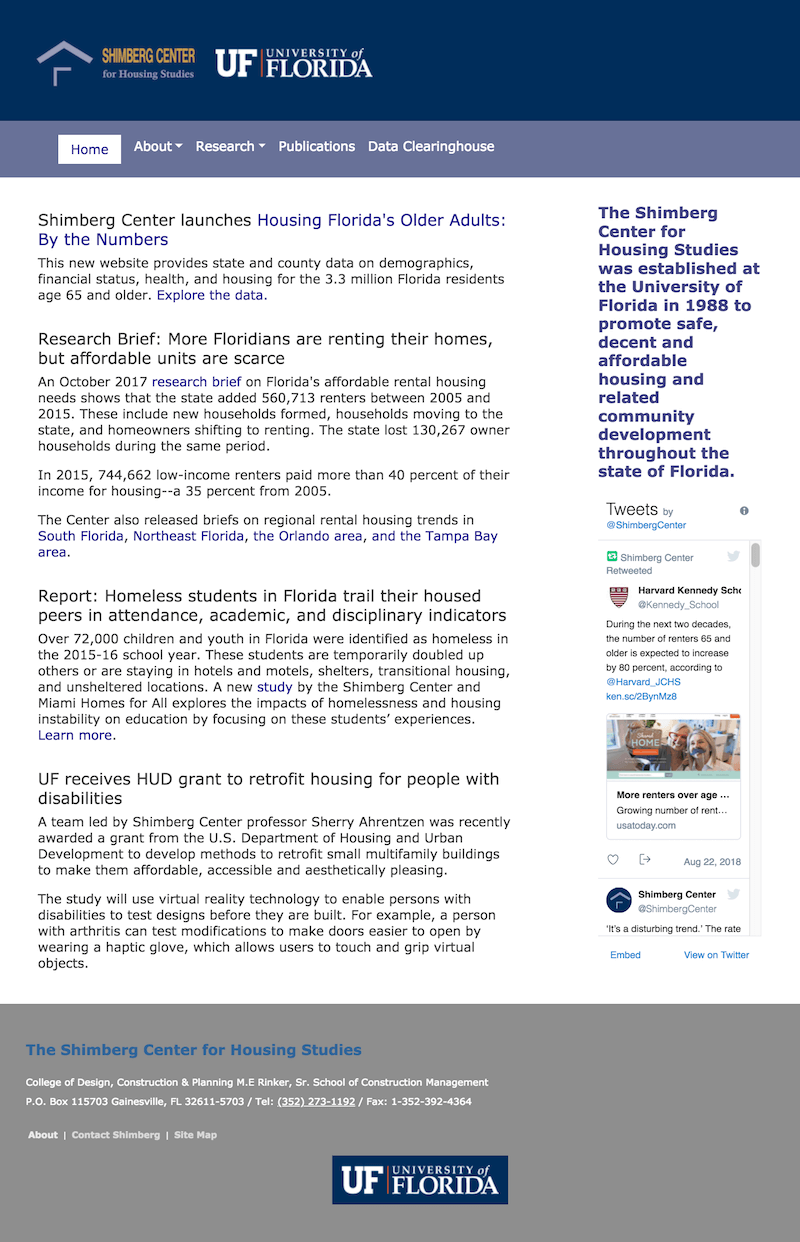 SHIMBERG CENTER
for Housing Studies
UF UNIVERSITY of
FLORIDA
Home About Research Publications Data Clearinghouse
Shimberg Center launches Housing Florida's Older Adults:
By the Numbers
This new website provides state and county data on demographics,
financial status, health, and housing for the 3.3 million Florida residents
age 65 and older. Explore the data.
Research Brief: More Floridians are renting their homes,
but affordable units are scarce
An October 2017 research brief on Florida's affordable rental housing
needs shows that the state added 560,713 renters between 2005 and
2015. These include new households formed, households moving to the
state, and homeowners shifting to renting. The state lost 130,267 owner
households during the same period.
In 2015, 744,662 low-income renters paid more than 40 percent of their
income for housing--a 35 percent from 2005.
The Center also released briefs on regional rental housing trends in
South Florida, Northeast Florida, the Orlando area, and the Tampa Bay
area.
Report: Homeless students in Florida trail their housed
peers in attendance, academic, and disciplinary indicators
Over 72,000 children and youth in Florida were identified as homeless in
the 2015-16 school year. These students are temporarily doubled up
others or are staying in hotels and motels, shelters, transitional housing,
and unsheltered locations. A new study by the Shimberg Center and
Miami Homes for All explores the impacts of homelessness and housing
instability on education by focusing on these students’ experiences.
Learn more.
UF receives HUD grant to retrofit housing for people with
disabilities
A team led by Shimberg Center professor Sherry Ahrentzen was recently
awarded a grant from the U.S. Department of Housing and Urban
Development to develop methods to retrofit small multifamily buildings
to make them affordable, accessible and aesthetically pleasing.
The study will use virtual reality technology to enable persons with
disabilities to test designs before they are built. For example, a person
with arthritis can test modifications to make doors easier to open by
wearing a haptic glove, which allows users to touch and grip virtual
objects.
The Shimberg
Center for
Housing Studies
was established at
the University of
Florida in 1988 to
promote safe,
decent and
affordable
housing and
related
community
development
throughout the
state of Florida.
Tweets by
@ShimbergCenter
Shimberg Center
Retweeted
Harvard Kennedy Scho
@Kennedy_School
During the next two decades,
the number of renters 65 and
older is expected to increase
by 80 percent, according to
@Harvard_JCHS
ken.sc/2BynMz8
Shared
HOME
More renters over age ...
Growing number of rent…
usatoday.com
Aug 22, 2018
Shimberg Center
@ShimbergCenter
'It's a disturbing trend.' The rate
Embed View on Twitter
The Shimberg Center for Housing Studies
College of Design, Construction & Planning M.E Rinker, Sr. School of Construction Management
P.O. Box 115703 Gainesville, FL 32611-5703 / Tel: (352) 273-1192 / Fax: 1-352-392-4364
About | Contact Shimberg | Site Map
UF UNIVERSITY of
FLORIDA